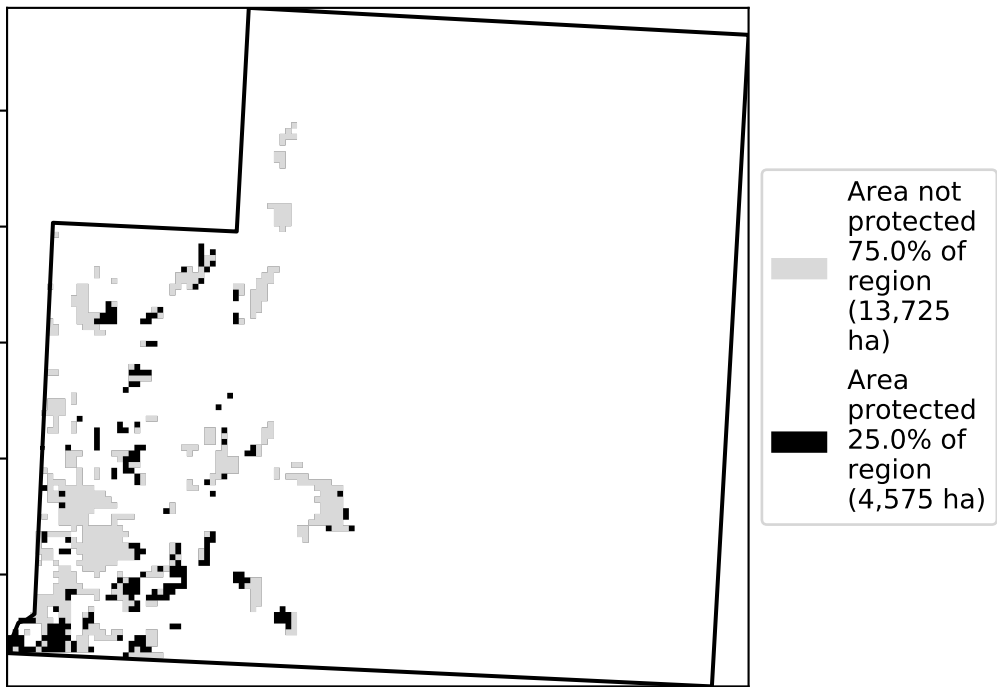 Area not
protected
75.0% of
region
(13,725
ha)
Area
protected
25.0% of
region
(4,575 ha)